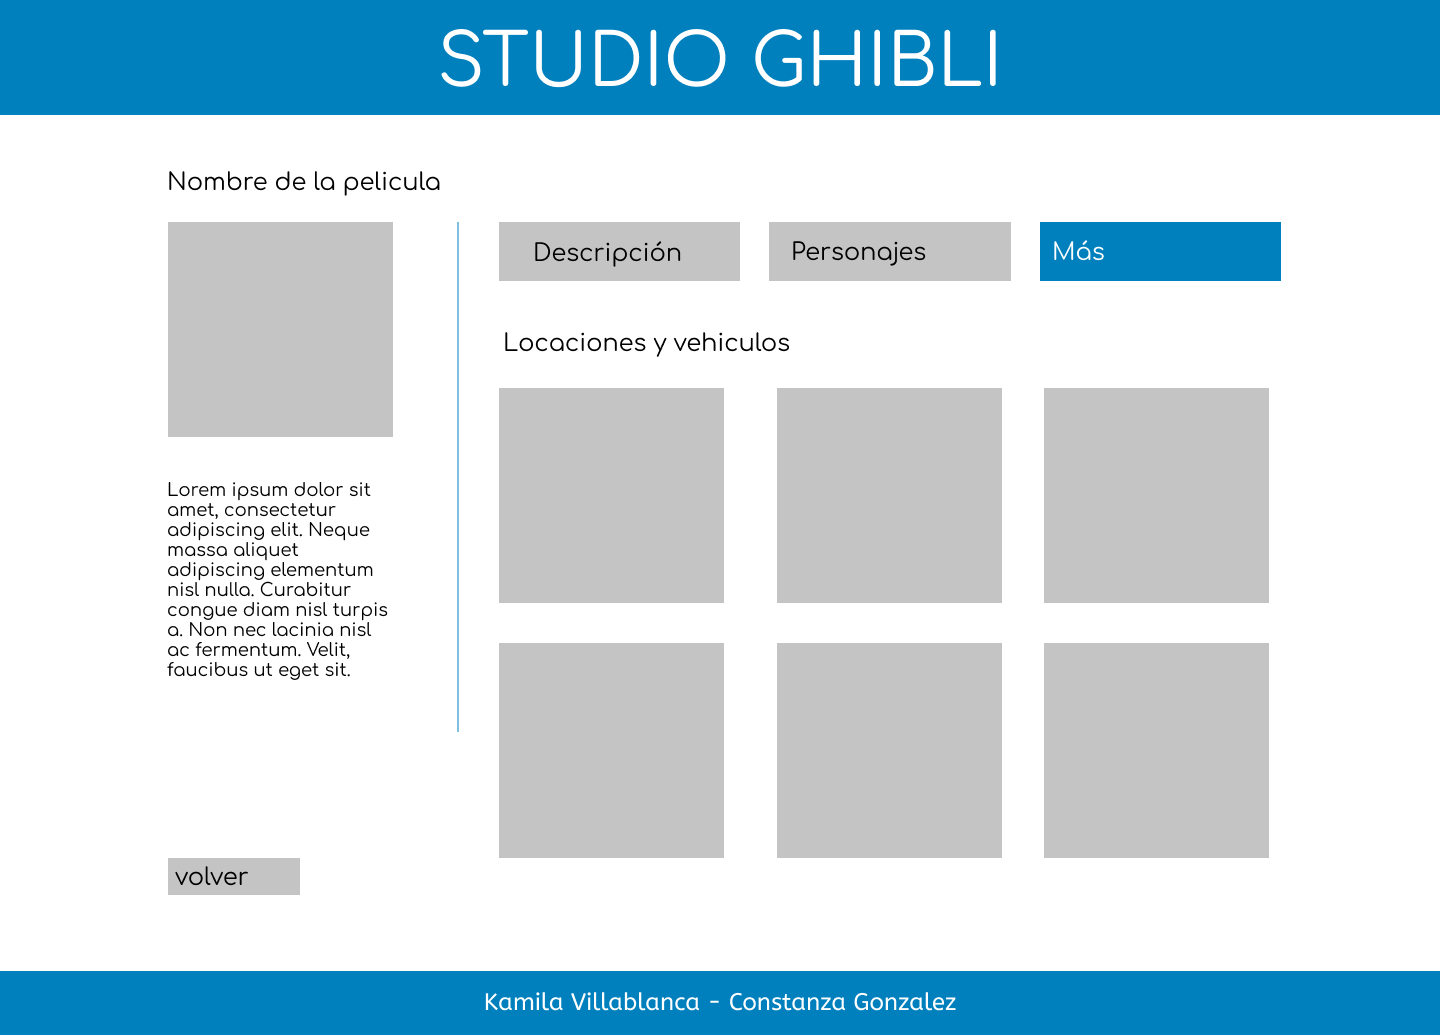 STUDIO GHIBLI
Nombre de la pelicula
Descripción
Personajes
Más
Locaciones y vehiculos
Lorem ipsum dolor sit
amet, consectetur
adipiscing elit. Neque
massa aliquet
adipiscing elementum
nisl nulla. Curabitur
congue diam nisl turpis
a. Non nec lacinia nisl
ac fermentum. Velit,
faucibus ut eget sit.
volver
Kamila Villablanca - Constanza Gonzalez